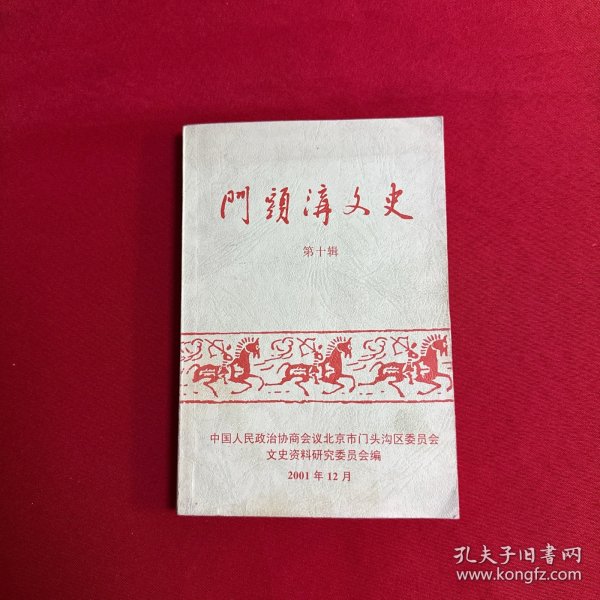 門頭溝文史
第十辑
中国人民政治协商会议北京市门头沟区委员会
文史资料研究委员会编
2001年12月
孔夫子旧书网
www.kongfz.com